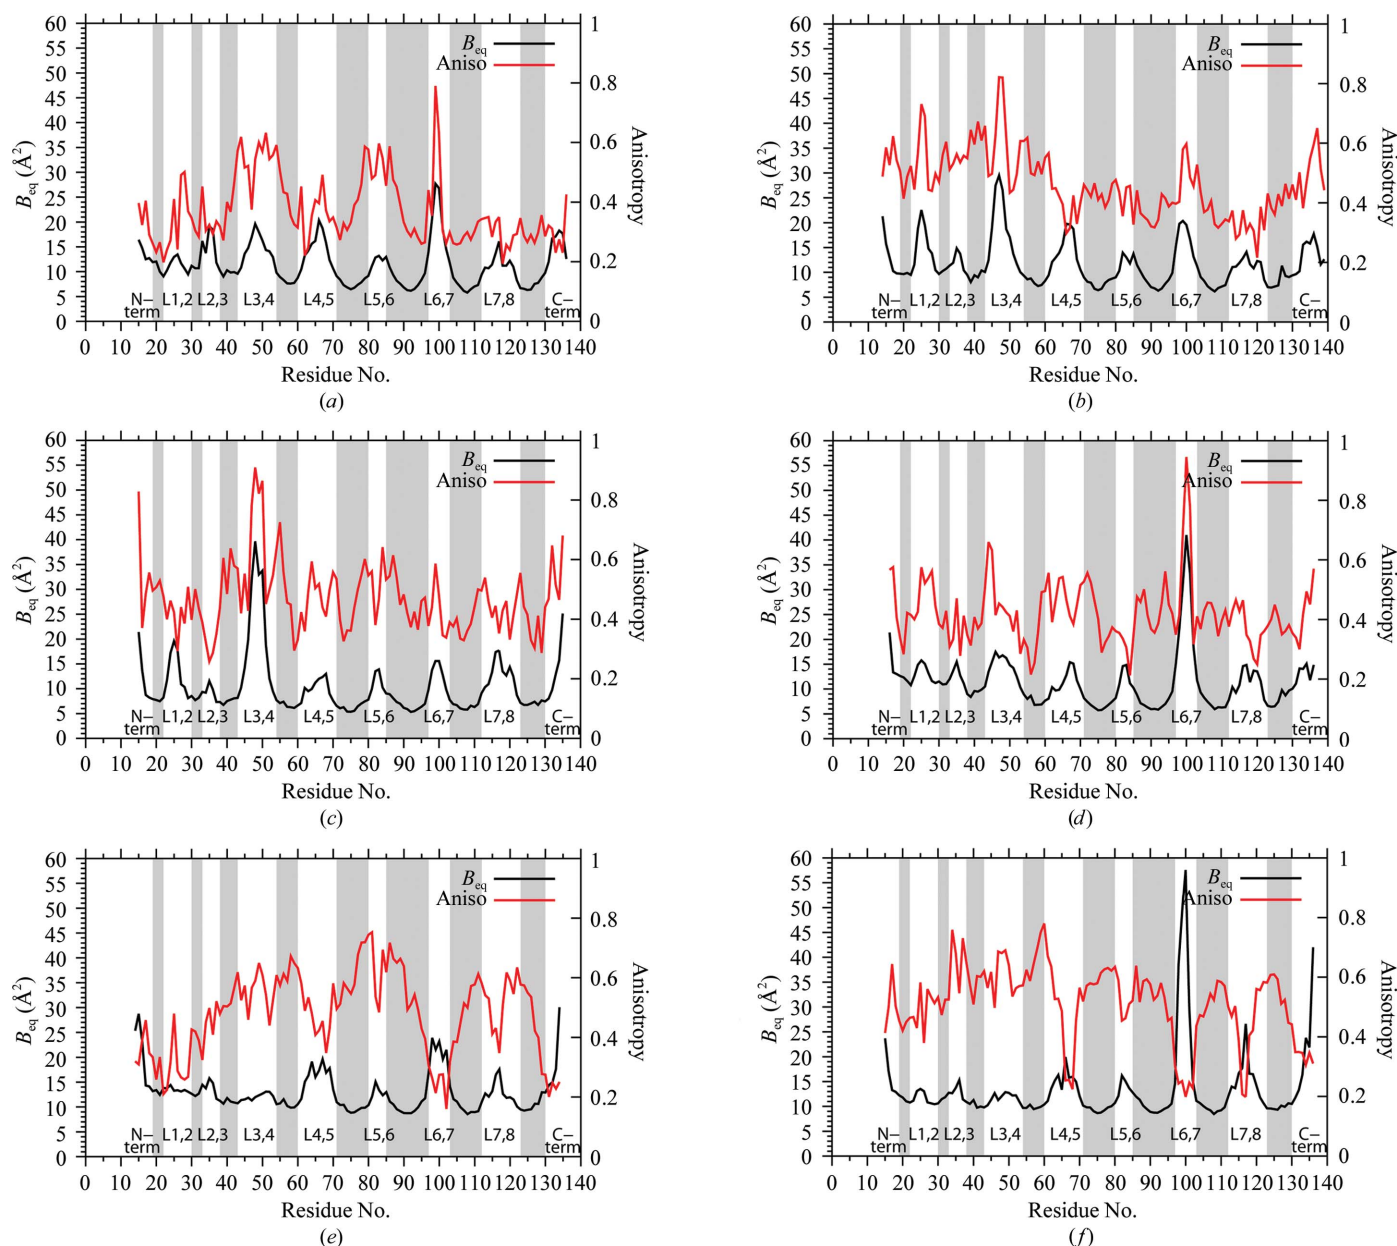 60 55 50 45 40 35 30 25 20 15 10 5 0
B_eq (Å²)
B_eq
Aniso
1 0.8 0.6 0.4 0.2 0
Anisotropy
N– L1,2 L2,3 L3,4 L4,5 L5,6 L6,7 L7,8 C–
term term
0 10 20 30 40 50 60 70 80 90 100 110 120 130 140
Residue No.
(a)
60 55 50 45 40 35 30 25 20 15 10 5 0
B_eq (Å²)
B_eq
Aniso
1 0.8 0.6 0.4 0.2 0
Anisotropy
N– L1,2 L2,3 L3,4 L4,5 L5,6 L6,7 L7,8 C–
term term
0 10 20 30 40 50 60 70 80 90 100 110 120 130 140
Residue No.
(b)
60 55 50 45 40 35 30 25 20 15 10 5 0
B_eq (Å²)
B_eq
Aniso
1 0.8 0.6 0.4 0.2 0
Anisotropy
N– L1,2 L2,3 L3,4 L4,5 L5,6 L6,7 L7,8 C–
term term
0 10 20 30 40 50 60 70 80 90 100 110 120 130 140
Residue No.
(c)
60 55 50 45 40 35 30 25 20 15 10 5 0
B_eq (Å²)
B_eq
Aniso
1 0.8 0.6 0.4 0.2 0
Anisotropy
N– L1,2 L2,3 L3,4 L4,5 L5,6 L6,7 L7,8 C–
term term
0 10 20 30 40 50 60 70 80 90 100 110 120 130 140
Residue No.
(d)
60 55 50 45 40 35 30 25 20 15 10 5 0
B_eq (Å²)
B_eq
Aniso
1 0.8 0.6 0.4 0.2 0
Anisotropy
N– L1,2 L2,3 L3,4 L4,5 L5,6 L6,7 L7,8 C–
term term
0 10 20 30 40 50 60 70 80 90 100 110 120 130 140
Residue No.
(e)
60 55 50 45 40 35 30 25 20 15 10 5 0
B_eq (Å²)
B_eq
Aniso
1 0.8 0.6 0.4 0.2 0
Anisotropy
N– L1,2 L2,3 L3,4 L4,5 L5,6 L6,7 L7,8 C–
term term
0 10 20 30 40 50 60 70 80 90 100 110 120 130 140
Residue No.
(f)